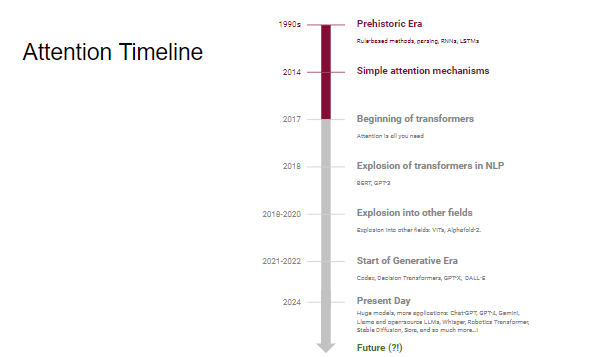 Attention Timeline
1990s
Prehistoric Era
Rule-based methods, parsing, RNNs, LSTMs
2014
Simple attention mechanisms
2017
Beginning of transformers
Attention is all you need
2018
Explosion of transformers in NLP
BERT, GPT-3
2018-2020
Explosion into other fields
Explosion into other fields: ViTs, Alphafold-2.
2021-2022
Start of Generative Era
Codex, Decision Transformers, GPT-X, DALL-E
2024
Present Day
Huge models, more applications: Chat-GPT, GPT-4, Gemini,
Llama and open-source LLMs, Whisper, Robotics Transformer,
Stable Diffusion, Sora, and so much more...!
Future (?!)